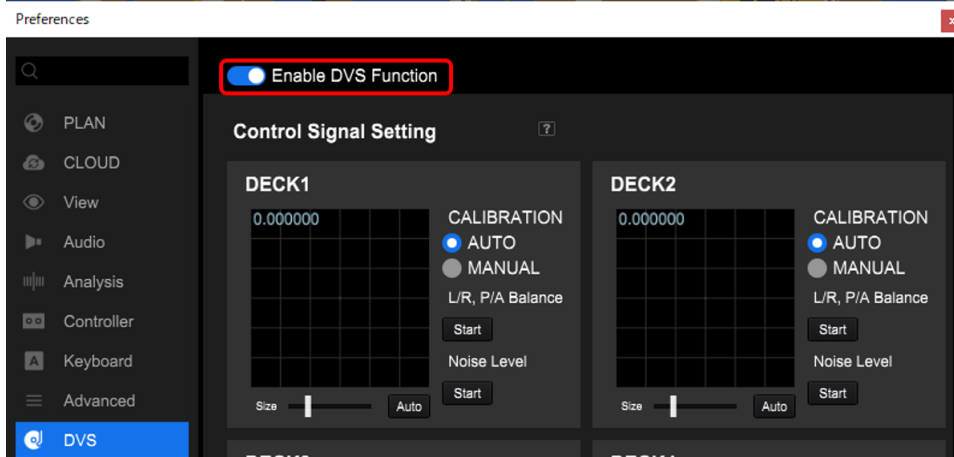 Preferences
x
Enable DVS Function
PLAN
CLOUD
View
Audio
Analysis
Controller
A Keyboard
Advanced
DVS
Control Signal Setting ?
DECK1
0.000000
CALIBRATION
AUTO
MANUAL
L/R, P/A Balance
Start
Noise Level
Start
Size Auto
DECK2
0.000000
CALIBRATION
AUTO
MANUAL
L/R, P/A Balance
Start
Noise Level
Start
Size Auto